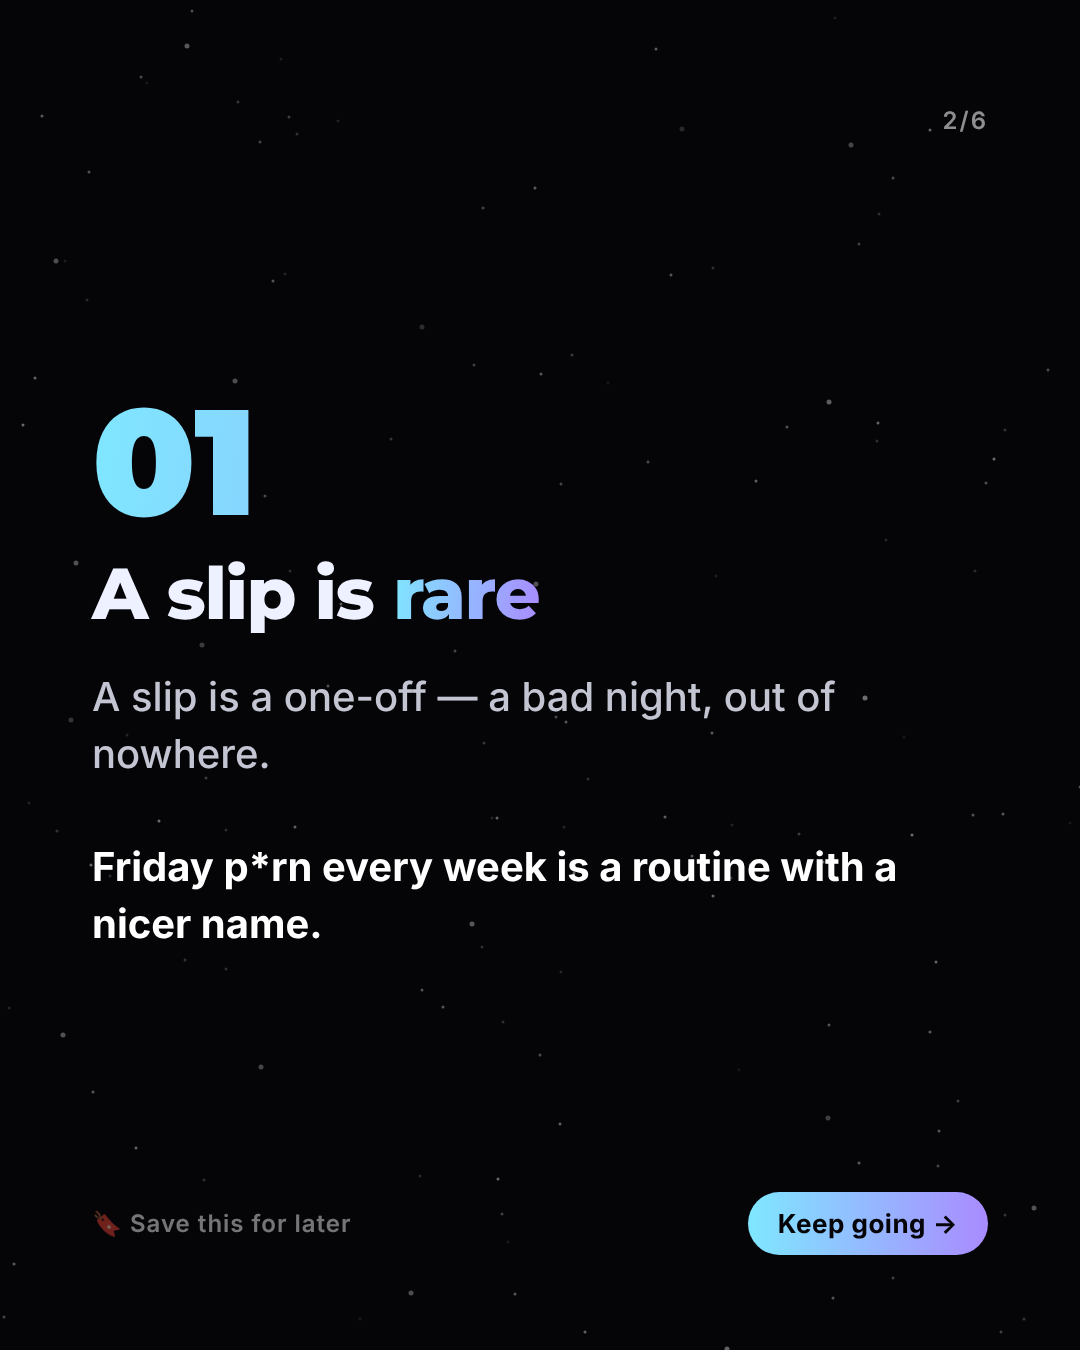 2/6
01
A slip is rare
A slip is a one-off — a bad night, out of
nowhere.
Friday p*rn every week is a routine with a
nicer name.
🔖 Save this for later
Keep going →